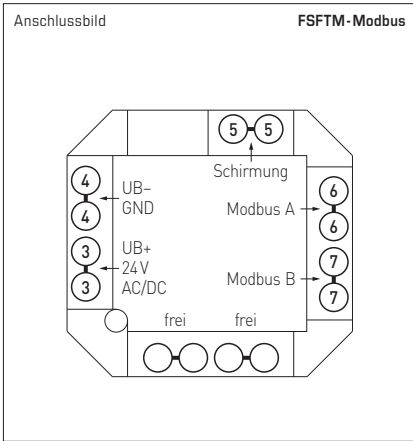 Anschlussbild
FSFTM-Modbus
5 5
Schirmung
4
4
UB–
GND
3
3
UB+
24 V
AC/DC
6
6
Modbus A
7
7
Modbus B
frei
frei